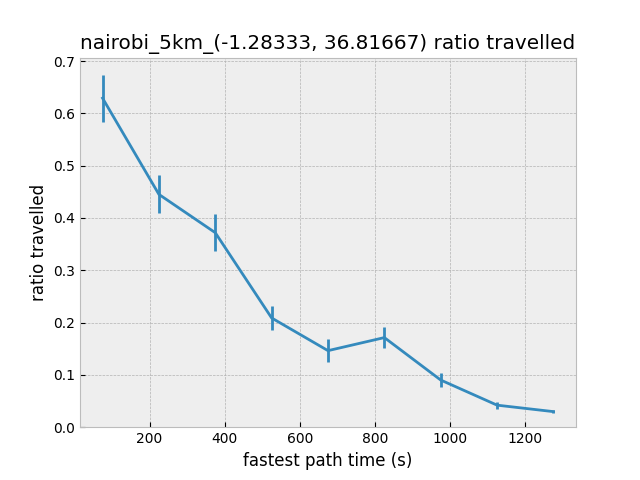 nairobi_5km_(-1.28333, 36.81667) ratio travelled
0.7
0.6
0.5
0.4
0.3
0.2
0.1
0.0
ratio travelled
200 400 600 800 1000 1200
fastest path time (s)